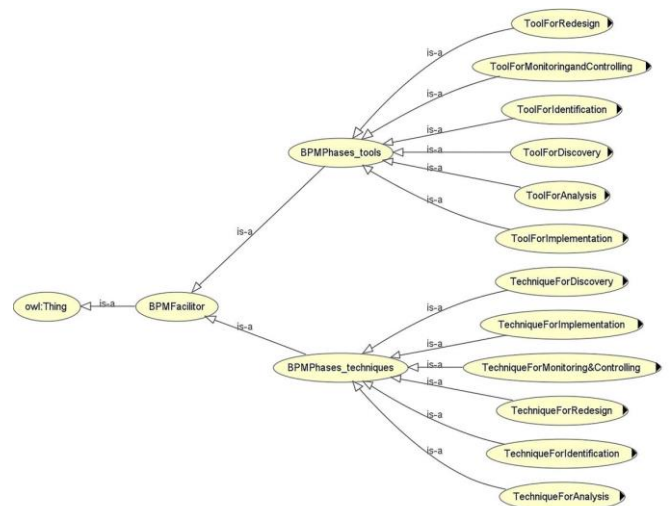 ToolForRedesign
is-a
ToolForMonitoringandControlling
is-a
ToolForIdentification
is-a
BPMPhases_tools
is-a
ToolForDiscovery
is-a
ToolForAnalysis
is-a
ToolForImplementation
is-a
owl:Thing
is-a
BPMFacilitor
is-a
TechniqueForDiscovery
is-a
TechniqueForImplementation
is-a
BPMPhases_techniques
is-a
TechniqueForMonitoring&Controlling
is-a
TechniqueForRedesign
is-a
TechniqueForIdentification
is-a
TechniqueForAnalysis